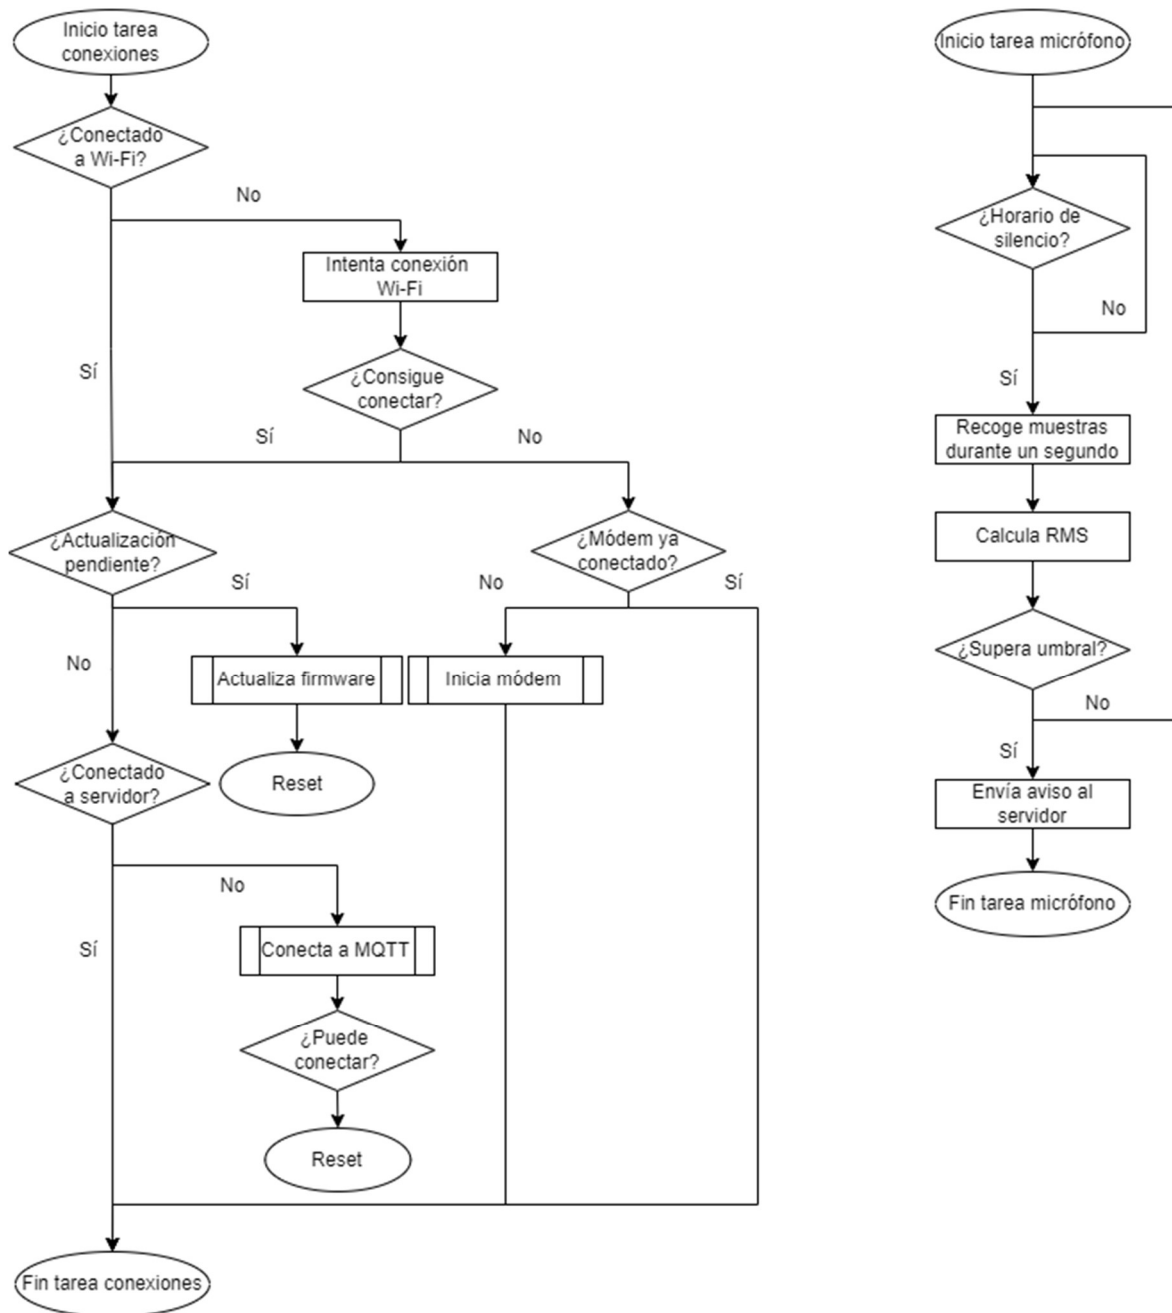 Inicio tarea
conexiones
¿Conectado
a Wi-Fi?
No
Intenta conexión
Wi-Fi
Sí
¿Consigue
conectar?
Sí
No
¿Actualización
pendiente?
¿Módem ya
conectado?
Sí
No
Sí
No
Actualiza firmware
Inicia módem
¿Conectado
a servidor?
Reset
No
Sí
Conecta a MQTT
¿Puede
conectar?
Reset
Fin tarea conexiones
Inicio tarea micrófono
¿Horario de
silencio?
No
Sí
Recoge muestras
durante un segundo
Calcula RMS
¿Supera umbral?
No
Sí
Envía aviso al
servidor
Fin tarea micrófono